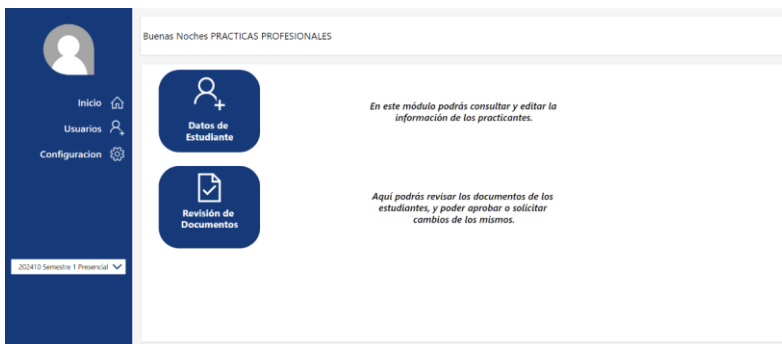 Buenas Noches PRACTICAS PROFESIONALES
Inicio
Usuarios
Configuracion
202410 Semestre 1 Presencial
Datos de
Estudiante
En este módulo podrás consultar y editar la
información de los practicantes.
Revisión de
Documentos
Aquí podrás revisar los documentos de los
estudiantes, y poder aprobar o solicitar
cambios de los mismos.